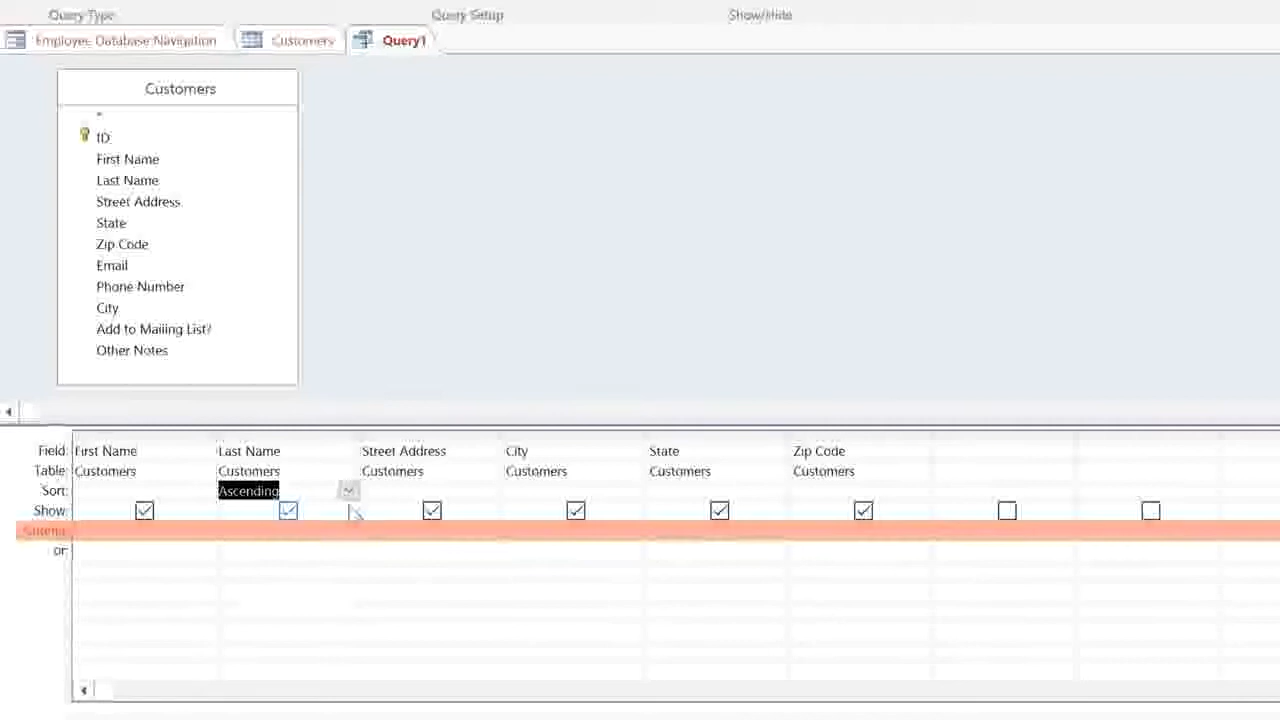 Query Type Query Setup Show/Hide
Employee Database Navigation Customers Query1
Customers
*
ID
First Name
Last Name
Street Address
State
Zip Code
Email
Phone Number
City
Add to Mailing List?
Other Notes
Field: First Name Last Name Street Address City State Zip Code
Table: Customers Customers Customers Customers Customers Customers
Sort: Ascending
Show:
Criteria:
or: